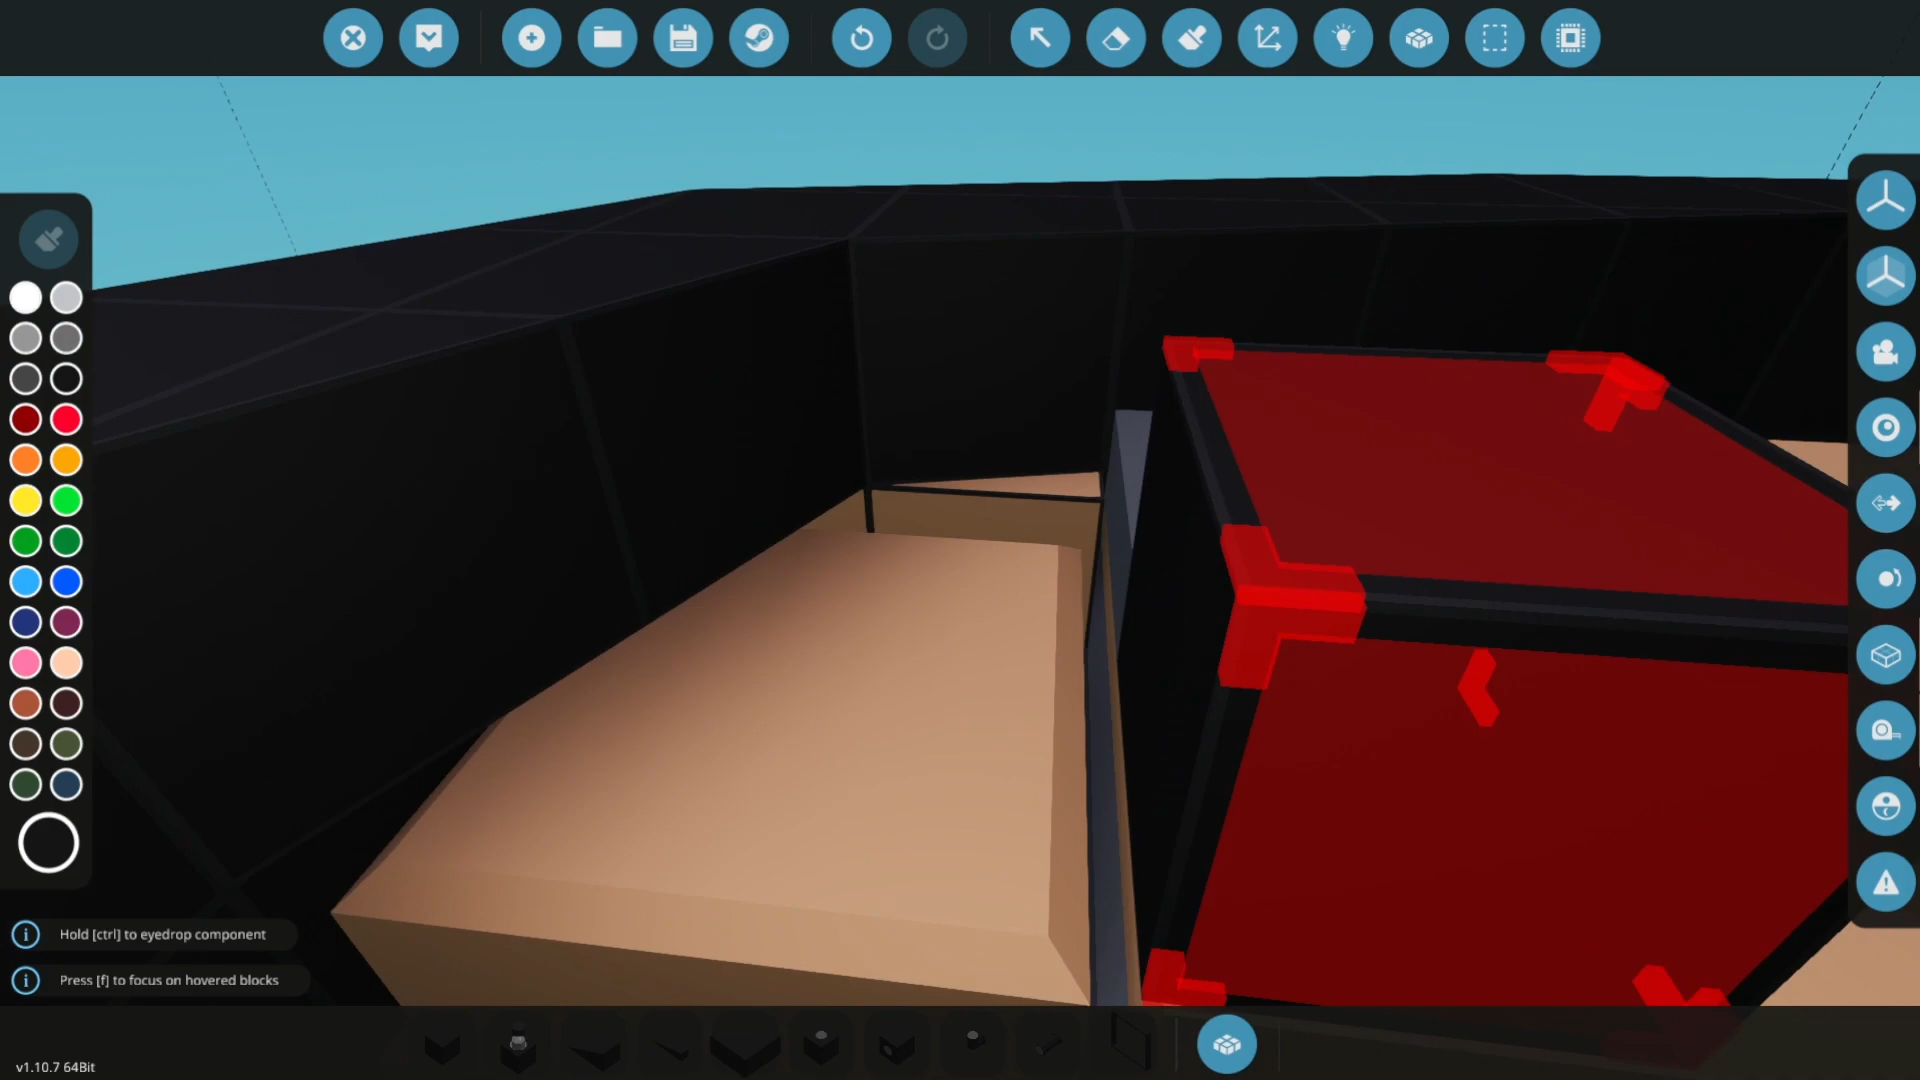 Hold [ctrl] to eyedrop component
Press [f] to focus on hovered blocks
v1.10.7 64Bit